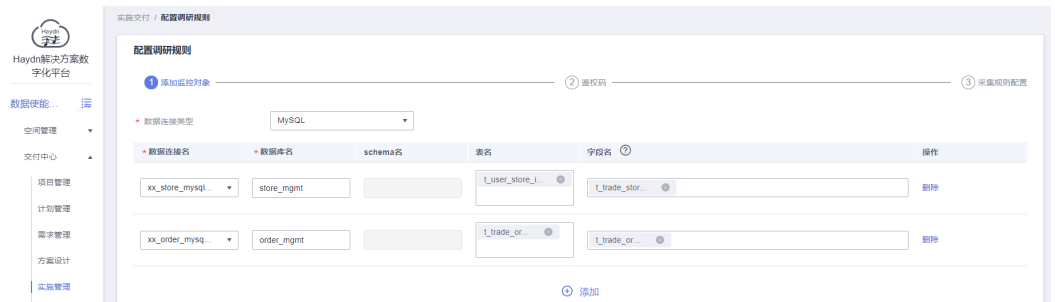 实施交付 / 配置调研规则
Haydn
Haydn解决方案数
字化平台
数据使能...
空间管理
交付中心
项目管理
计划管理
需求管理
方案设计
实施管理
配置调研规则
1 添加监控对象
2 鉴权码
3 采集规则配置
* 数据连接类型 MySQL
* 数据连接名 * 数据库名 schema名 表名 字段名 ? 操作
xx_store_mysql... store_mgmt t_user_store_i... t_trade_stor... 删除
xx_order_mysq... order_mgmt t_trade_or... t_trade_or... 删除
添加